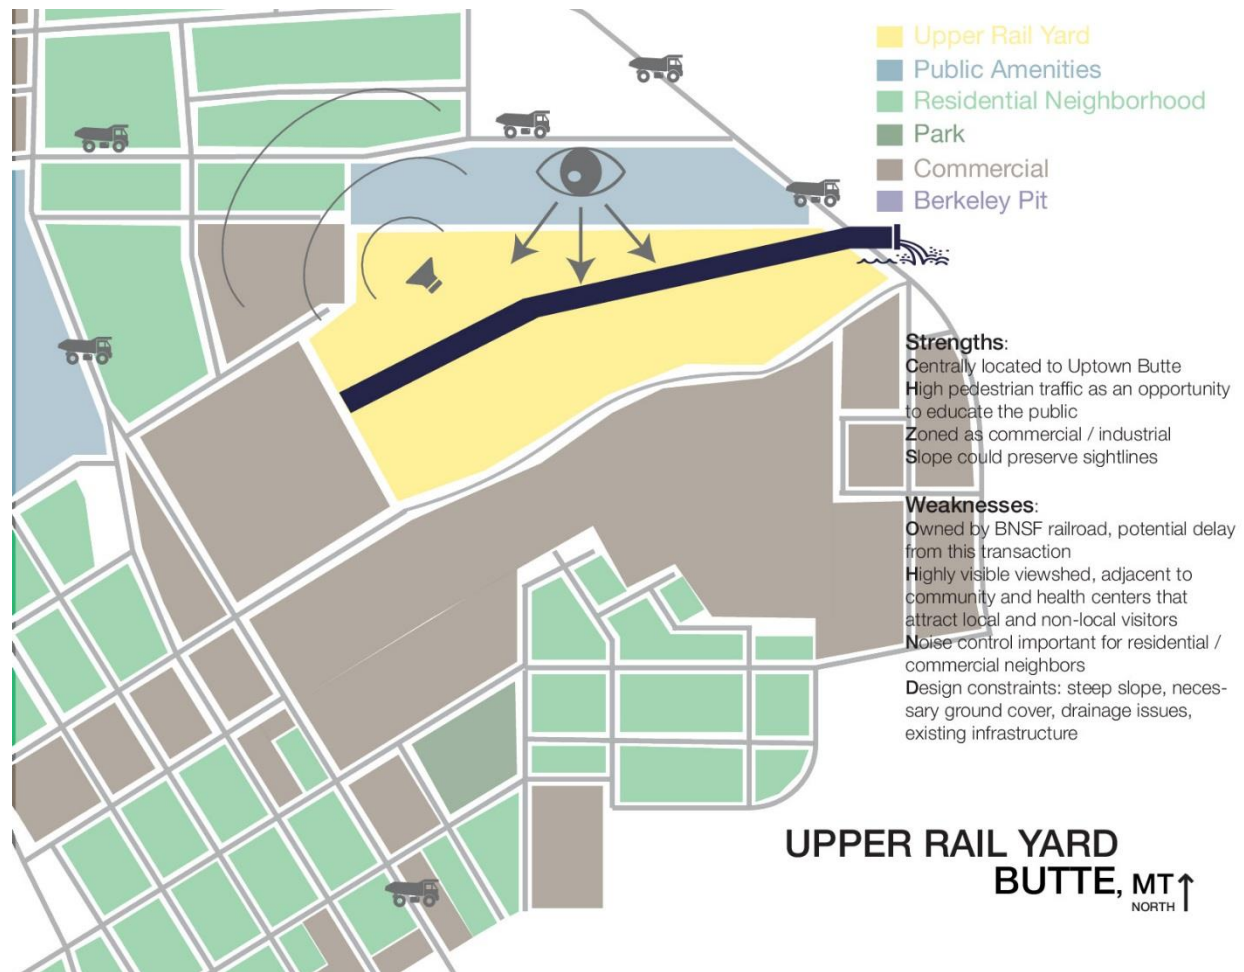 Upper Rail Yard
Public Amenities
Residential Neighborhood
Park
Commercial
Berkeley Pit
Strengths:
Centrally located to Uptown Butte
High pedestrian traffic as an opportunity
to educate the public
Zoned as commercial / industrial
Slope could preserve sightlines
Weaknesses:
Owned by BNSF railroad, potential delay
from this transaction
Highly visible viewshed, adjacent to
community and health centers that
attract local and non-local visitors
Noise control important for residential /
commercial neighbors
Design constraints: steep slope, neces-
sary ground cover, drainage issues,
existing infrastructure
UPPER RAIL YARD
BUTTE, MT
NORTH